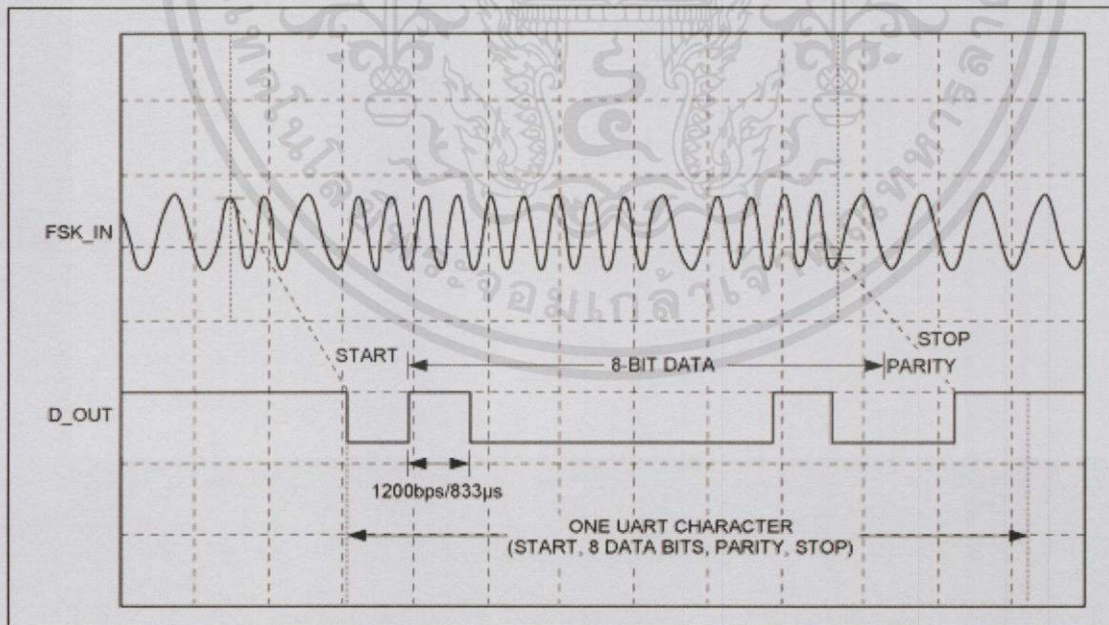 FSK_IN
START
8-BIT DATA
STOP
PARITY
D_OUT
1200bps/833µs
ONE UART CHARACTER
(START, 8 DATA BITS, PARITY, STOP)